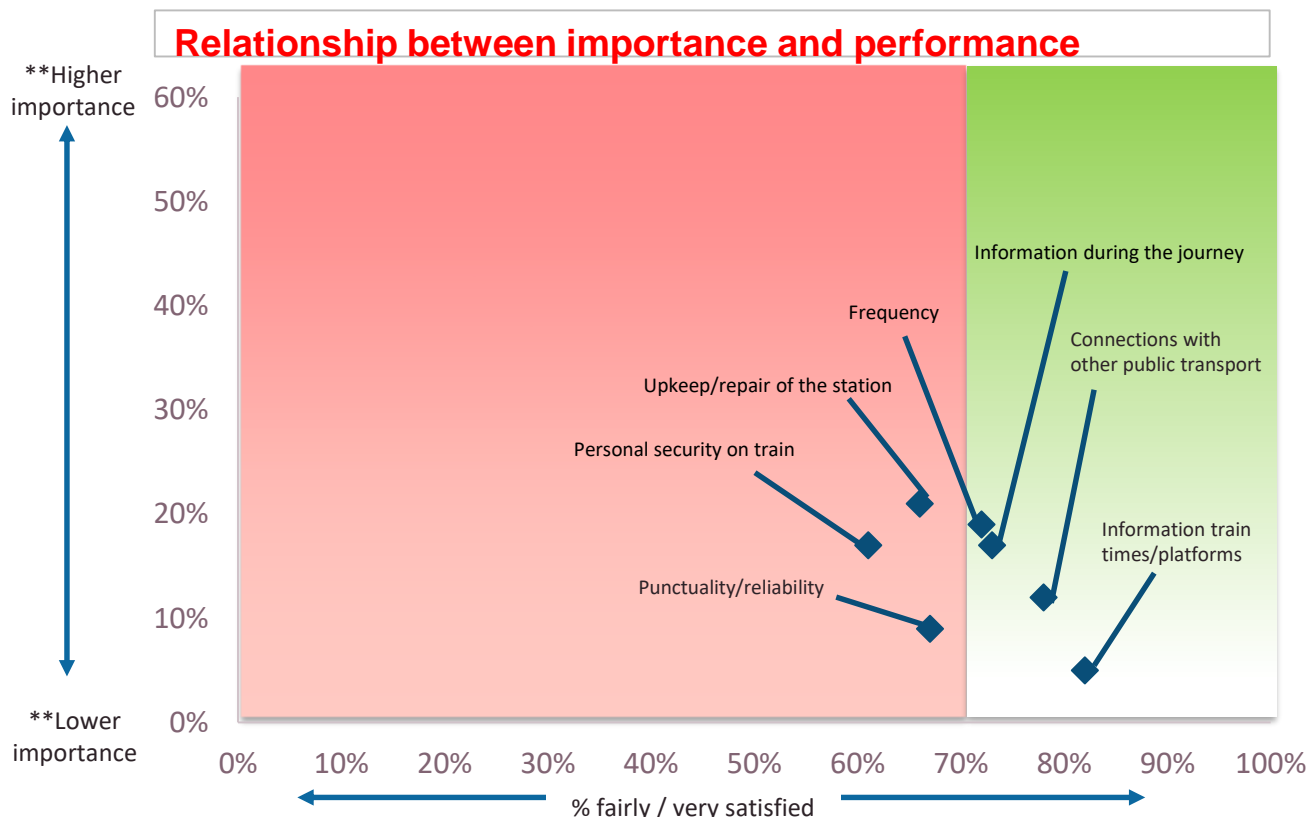 Relationship between importance and performance
**Higher
importance
60%
50%
40%
30%
20%
10%
0%
**Lower
importance
Information during the journey
Frequency
Connections with
other public transport
Upkeep/repair of the station
Personal security on train
Information train
times/platforms
Punctuality/reliability
0% 10% 20% 30% 40% 50% 60% 70% 80% 90% 100%
% fairly / very satisfied